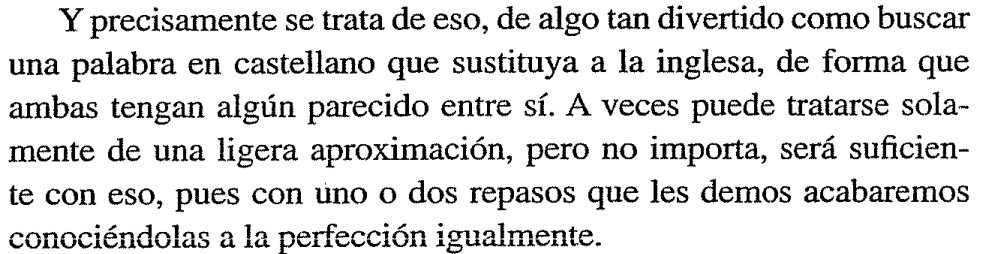 Y precisamente se trata de eso, de algo tan divertido como buscar
una palabra en castellano que sustituya a la inglesa, de forma que
ambas tengan algún parecido entre sí. A veces puede tratarse sola-
mente de una ligera aproximación, pero no importa, será suficien-
te con eso, pues con uno o dos repasos que les demos acabaremos
conociéndolas a la perfección igualmente.